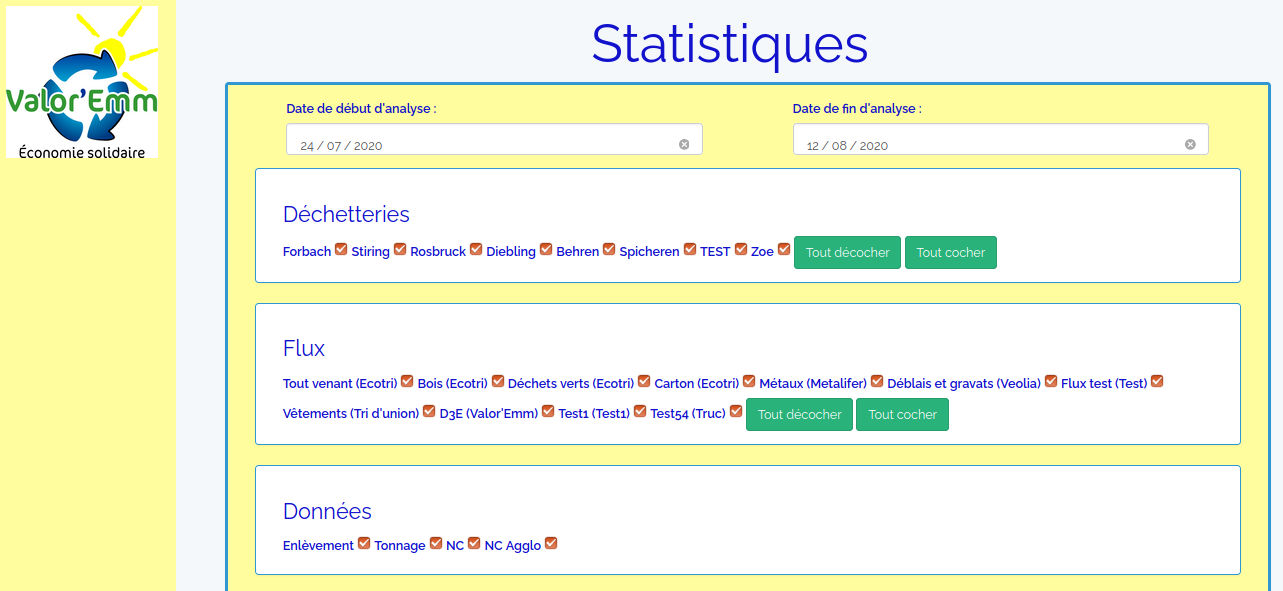 Valor'Emm
Économie solidaire
Statistiques
Date de début d'analyse :
Date de fin d'analyse :
24 / 07 / 2020
12 / 08 / 2020
Déchetteries
Forbach Stiring Rosbruck Diebling Behren Spicheren TEST Zoe Tout décocher Tout cocher
Flux
Tout venant (Ecotri) Bois (Ecotri) Déchets verts (Ecotri) Carton (Ecotri) Métaux (Metalifer) Déblais et gravats (Veolia) Flux test (Test)
Vêtements (Tri d'union) D3E (Valor'Emm) Test1 (Test1) Test54 (Truc) Tout décocher Tout cocher
Données
Enlèvement Tonnage NC NC Agglo